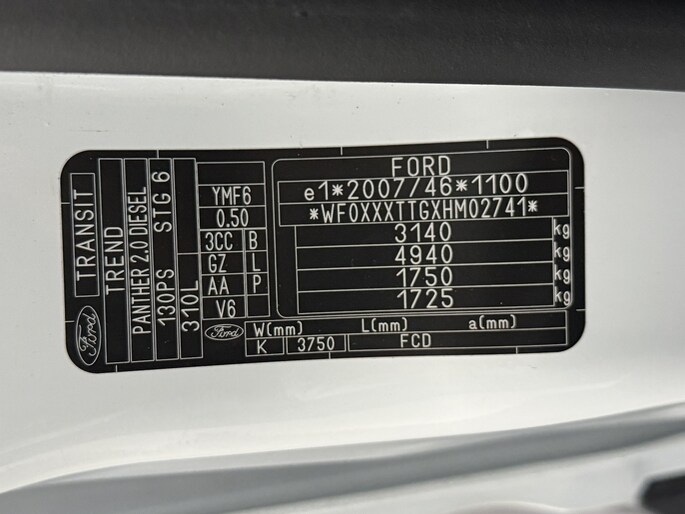 TRANSIT
TREND
PANTHER 2.0 DIESEL
130PS STG 6
310L
YMF6
0.50
3CC B
GZ L
AA P
V6
Ford
Ford
FORD
e1*2007/46*1100
*WF0XXXTTGXHM02741*
3140 kg
4940 kg
1750 kg
1725 kg
W(mm) L(mm) a(mm)
K 3750 FCD